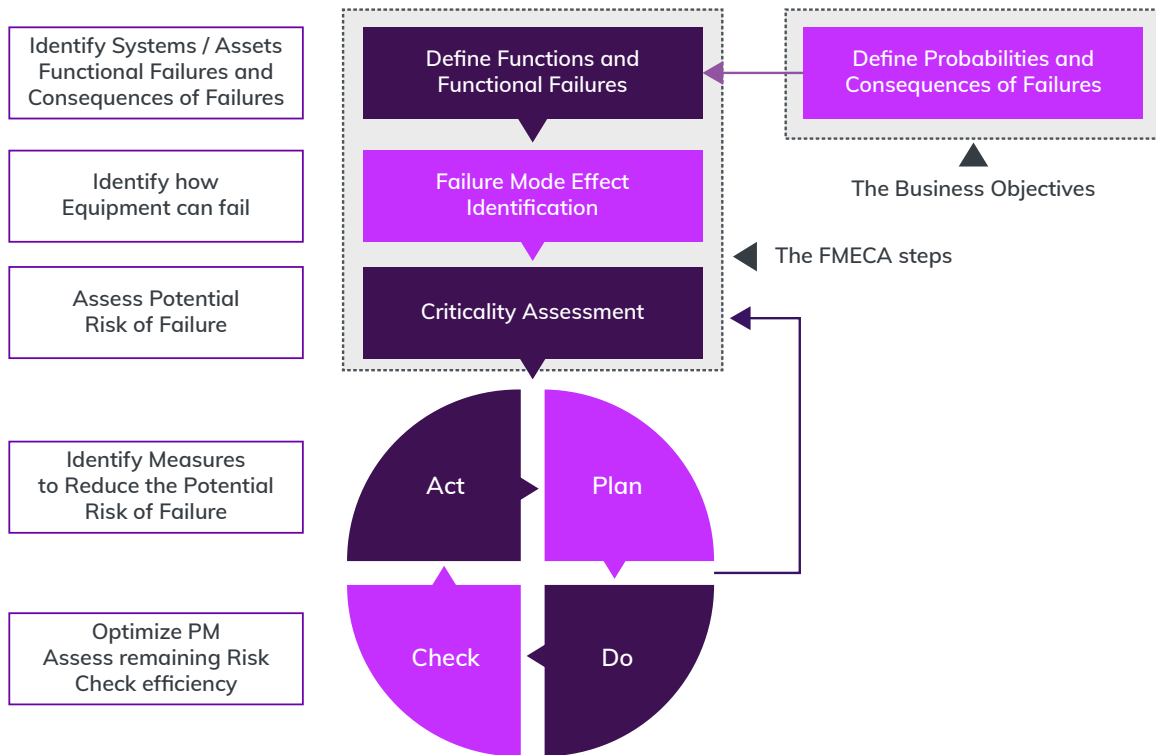 Identify Systems / Assets
Functional Failures and
Consequences of Failures
Define Functions and
Functional Failures
Define Probabilities and
Consequences of Failures
The Business Objectives
Identify how
Equipment can fail
Failure Mode Effect
Identification
The FMECA steps
Assess Potential
Risk of Failure
Criticality Assessment
Identify Measures
to Reduce the Potential
Risk of Failure
Act
Plan
Optimize PM
Assess remaining Risk
Check efficiency
Check
Do